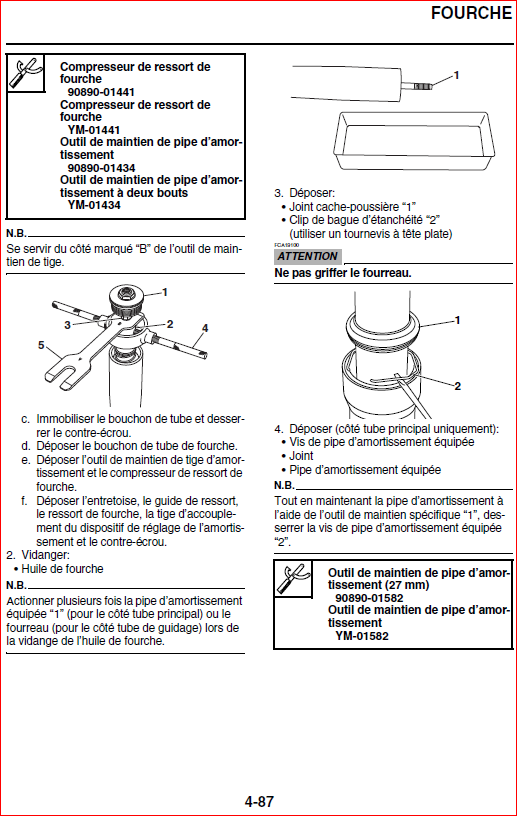 FOURCHE
Compresseur de ressort de
fourche
90890-01441
Compresseur de ressort de
fourche
YM-01441
Outil de maintien de pipe d’amor-
tissement
90890-01434
Outil de maintien de pipe d’amor-
tissement à deux bouts
YM-01434
N.B.
Se servir du côté marqué “B” de l’outil de main-
tien de tige.
1
2
3
4
5
c. Immobiliser le bouchon de tube et desser-
rer le contre-écrou.
d. Déposer le bouchon de tube de fourche.
e. Déposer l’outil de maintien de tige d’amor-
tissement et le compresseur de ressort de
fourche.
f. Déposer l’entretoise, le guide de ressort,
le ressort de fourche, la tige d’accouple-
ment du dispositif de réglage de l’amortis-
sement et le contre-écrou.
2. Vidanger:
• Huile de fourche
N.B.
Actionner plusieurs fois la pipe d’amortissement
équipée “1” (pour le côté tube principal) ou le
fourreau (pour le côté tube de guidage) lors de
la vidange de l’huile de fourche.
1
3. Déposer:
• Joint cache-poussière “1”
• Clip de bague d’étanchéité “2”
(utiliser un tournevis à tête plate)
FCA19100
ATTENTION
Ne pas griffer le fourreau.
1
2
4. Déposer (côté tube principal uniquement):
• Vis de pipe d’amortissement équipée
• Joint
• Pipe d’amortissement équipée
N.B.
Tout en maintenant la pipe d’amortissement à
l’aide de l’outil de maintien spécifique “1”, des-
serrer la vis de pipe d’amortissement équipée
“2”.
Outil de maintien de pipe d’amor-
tissement (27 mm)
90890-01582
Outil de maintien de pipe d’amor-
tissement
YM-01582
4-87